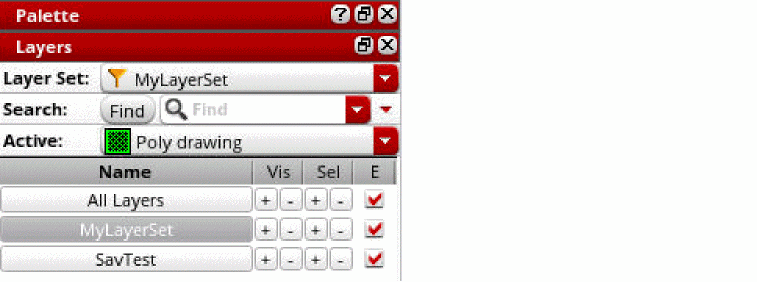 Palette ?
Layers
Layer Set: MyLayerSet
Search: Find Find
Active: Poly drawing
Name Vis Sel E
All Layers + - + -
MyLayerSet + - + -
SavTest + - + -